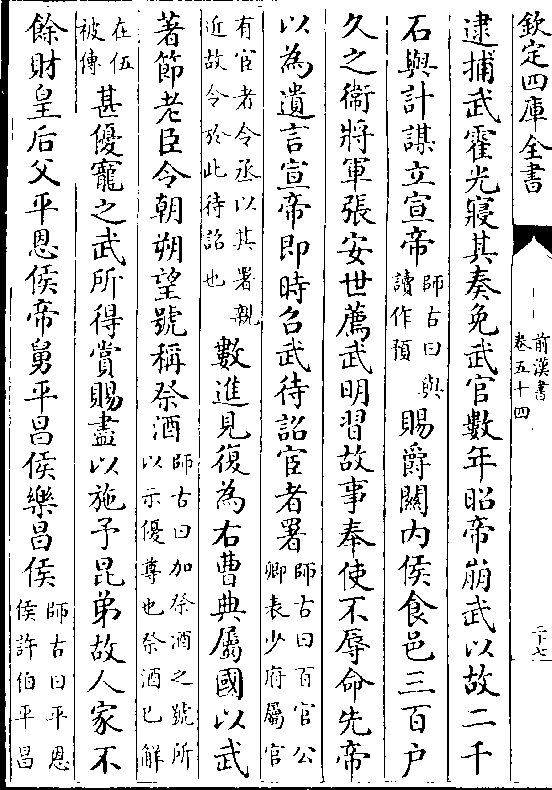 欽定四庫全書
前漢書
卷五十四
二十七
逮捕武霍光寢其奏免武官數年昭帝崩武以故二千
石與計謀立宣帝師古曰與讀作預賜爵關内侯食邑三百户
久之衞將軍張安世薦武明習故事奉使不辱命先帝
以為遺言宣帝即時召武待詔宦者署師古曰百官公卿表少府屬官
有宦者令丞以其署親近故令於此待詔也數進見復為右曹典屬國以武
著節老臣令朝朔望號稱祭酒師古曰加祭酒之號所以示優尊也祭酒已解
在伍被傳甚優寵之武所得賞賜盡以施予昆弟故人家不
餘財皇后父平恩侯帝舅平昌侯樂昌侯師古曰平恩侯許伯平昌